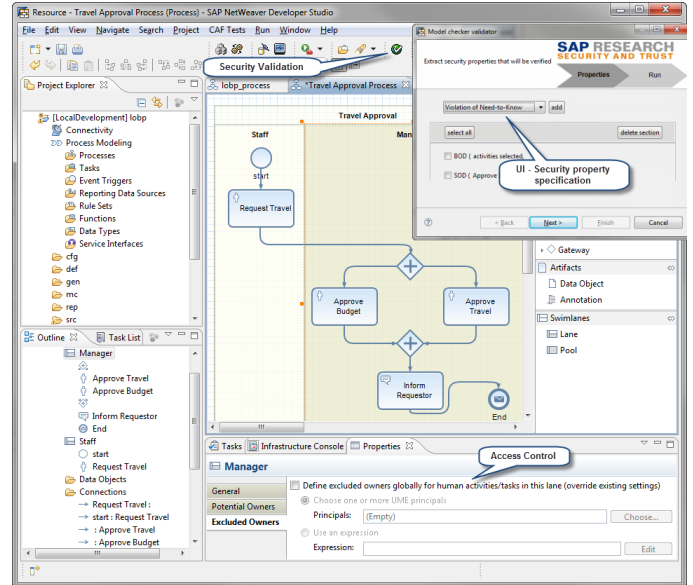 Resource - Travel Approval Process (Process) - SAP NetWeaver Developer Studio
File Edit View Navigate Search Project CAF Tests Run Window Help
Security Validation
Project Explorer
[LocalDevelopment] lobp
Connectivity
Process Modeling
Processes
Tasks
Event Triggers
Reporting Data Sources
Rule Sets
Functions
Data Types
Service Interfaces
cfg
def
gen
mc
rep
src
Outline
Task List
Manager
Approve Travel
Approve Budget
Inform Requestor
End
Staff
start
Request Travel
Data Objects
Connections
Request Travel :
start : Request Travel
: Approve Travel
: Approve Budget
lobp_process
*Travel Approval Process
Travel Approval
Staff
Man
start
Request Travel
Approve
Budget
Approve
Travel
Inform
Requestor
End
Model checker validator
Extract security properties that will be verified
SAP RESEARCH
SECURITY AND TRUST
Properties
Run
Violation of Need-to-Know
add
select all
delete section
BOD ( activities selected,
SOD ( Approve
UI - Security property
specification
< Back
Next >
Finish
Cancel
Gateway
Artifacts
Data Object
Annotation
Swimlanes
Lane
Pool
Tasks
Infrastructure Console
Properties
Access Control
Manager
General
Potential Owners
Excluded Owners
Define excluded owners globally for human activities/tasks in this lane (override existing settings)
Choose one or more UME principals
Principals: (Empty)
Choose...
Use an expression
Expression:
Edit